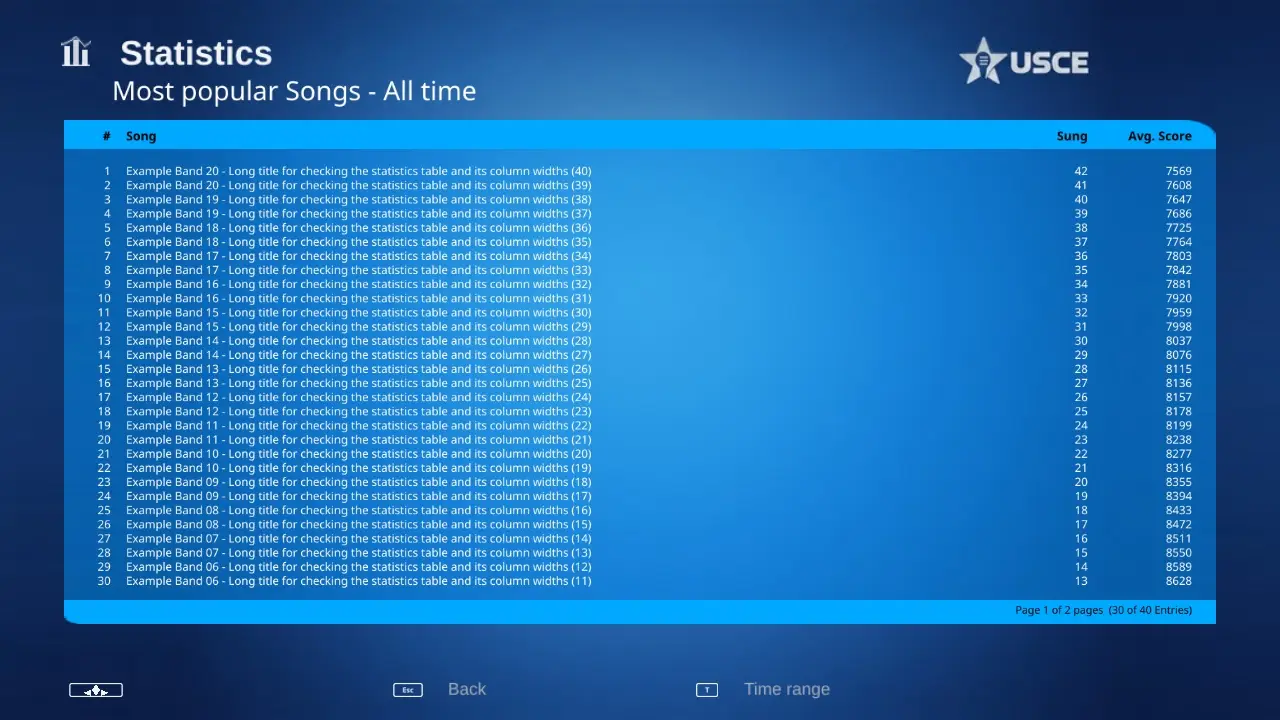 Statistics
USCE
Most popular Songs - All time
# Song Sung Avg. Score
1 Example Band 20 - Long title for checking the statistics table and its column widths (40) 42 7569
2 Example Band 20 - Long title for checking the statistics table and its column widths (39) 41 7608
3 Example Band 19 - Long title for checking the statistics table and its column widths (38) 40 7647
4 Example Band 19 - Long title for checking the statistics table and its column widths (37) 39 7686
5 Example Band 18 - Long title for checking the statistics table and its column widths (36) 38 7725
6 Example Band 18 - Long title for checking the statistics table and its column widths (35) 37 7764
7 Example Band 17 - Long title for checking the statistics table and its column widths (34) 36 7803
8 Example Band 17 - Long title for checking the statistics table and its column widths (33) 35 7842
9 Example Band 16 - Long title for checking the statistics table and its column widths (32) 34 7881
10 Example Band 16 - Long title for checking the statistics table and its column widths (31) 33 7920
11 Example Band 15 - Long title for checking the statistics table and its column widths (30) 32 7959
12 Example Band 15 - Long title for checking the statistics table and its column widths (29) 31 7998
13 Example Band 14 - Long title for checking the statistics table and its column widths (28) 30 8037
14 Example Band 14 - Long title for checking the statistics table and its column widths (27) 29 8076
15 Example Band 13 - Long title for checking the statistics table and its column widths (26) 28 8115
16 Example Band 13 - Long title for checking the statistics table and its column widths (25) 27 8136
17 Example Band 12 - Long title for checking the statistics table and its column widths (24) 26 8157
18 Example Band 12 - Long title for checking the statistics table and its column widths (23) 25 8178
19 Example Band 11 - Long title for checking the statistics table and its column widths (22) 24 8199
20 Example Band 11 - Long title for checking the statistics table and its column widths (21) 23 8238
21 Example Band 10 - Long title for checking the statistics table and its column widths (20) 22 8277
22 Example Band 10 - Long title for checking the statistics table and its column widths (19) 21 8316
23 Example Band 09 - Long title for checking the statistics table and its column widths (18) 20 8355
24 Example Band 09 - Long title for checking the statistics table and its column widths (17) 19 8394
25 Example Band 08 - Long title for checking the statistics table and its column widths (16) 18 8433
26 Example Band 08 - Long title for checking the statistics table and its column widths (15) 17 8472
27 Example Band 07 - Long title for checking the statistics table and its column widths (14) 16 8511
28 Example Band 07 - Long title for checking the statistics table and its column widths (13) 15 8550
29 Example Band 06 - Long title for checking the statistics table and its column widths (12) 14 8589
30 Example Band 06 - Long title for checking the statistics table and its column widths (11) 13 8628
Page 1 of 2 pages (30 of 40 Entries)
Esc Back T Time range